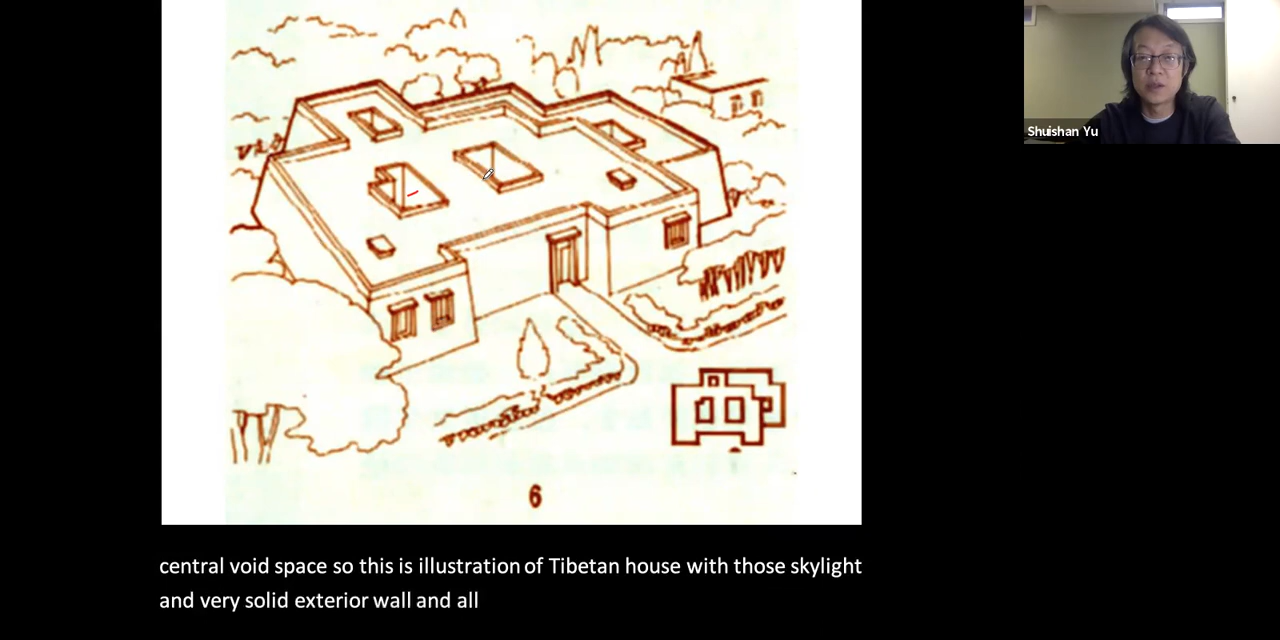 Shuishan Yu
6
central void space so this is illustration of Tibetan house with those skylight
and very solid exterior wall and all